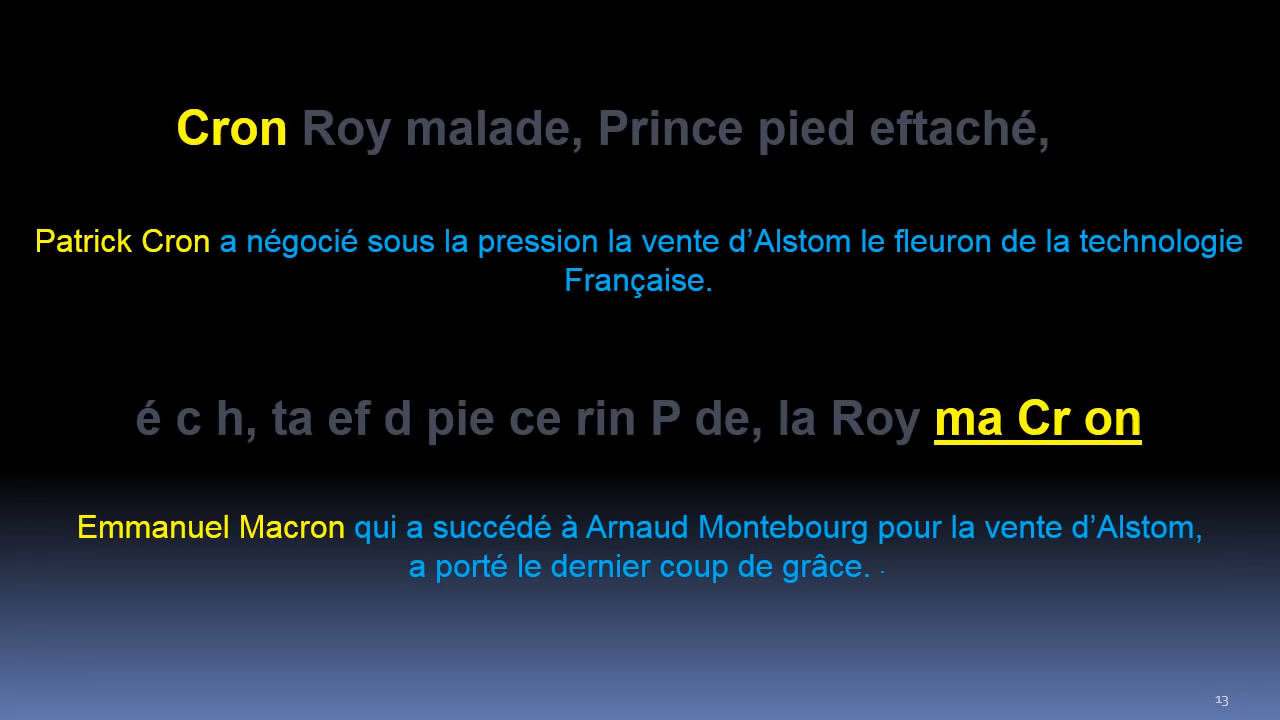 Cron Roy malade, Prince pied eftaché,
Patrick Cron a négocié sous la pression la vente d’Alstom le fleuron de la technologie
Française.
é c h, ta ef d pie ce rin P de, la Roy ma Cr on
Emmanuel Macron qui a succédé à Arnaud Montebourg pour la vente d’Alstom,
a porté le dernier coup de grâce. .
13